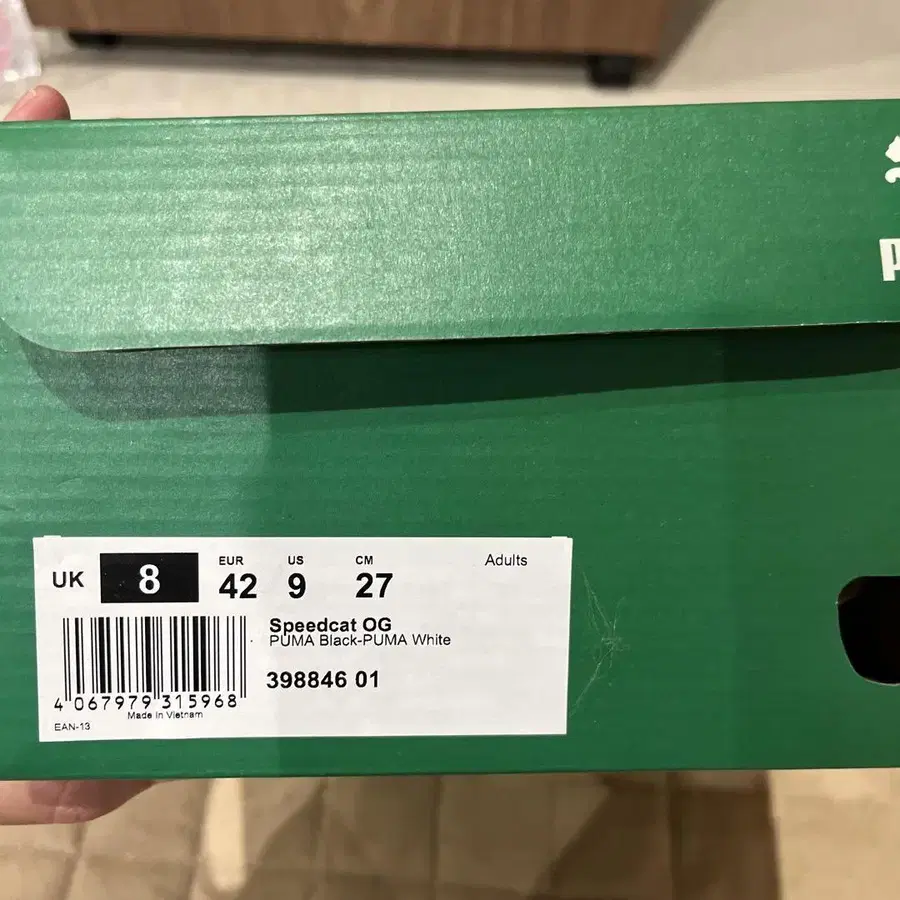 UK 8 EUR 42 US 9 CM 27 Adults
Speedcat OG
PUMA Black-PUMA White
398846 01
4 067979 315968
Made in Vietnam
EAN-13